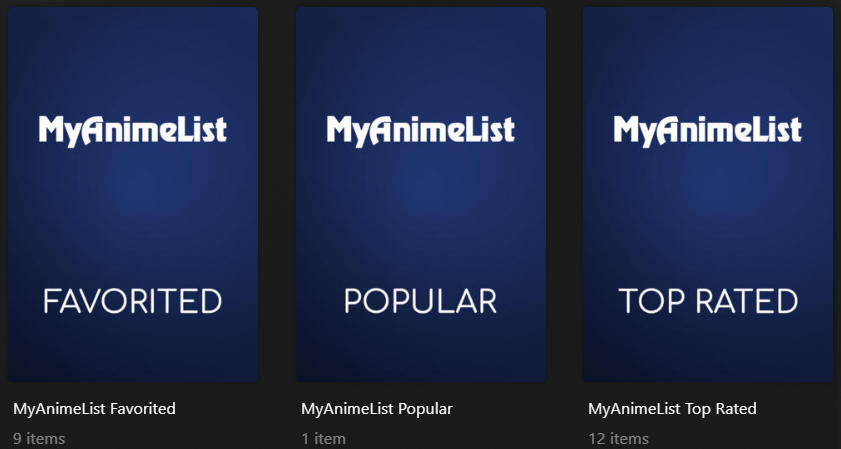 MyAnimeList
FAVORITED
MyAnimeList Favorited
9 items
MyAnimeList
POPULAR
MyAnimeList Popular
1 item
MyAnimeList
TOP RATED
MyAnimeList Top Rated
12 items